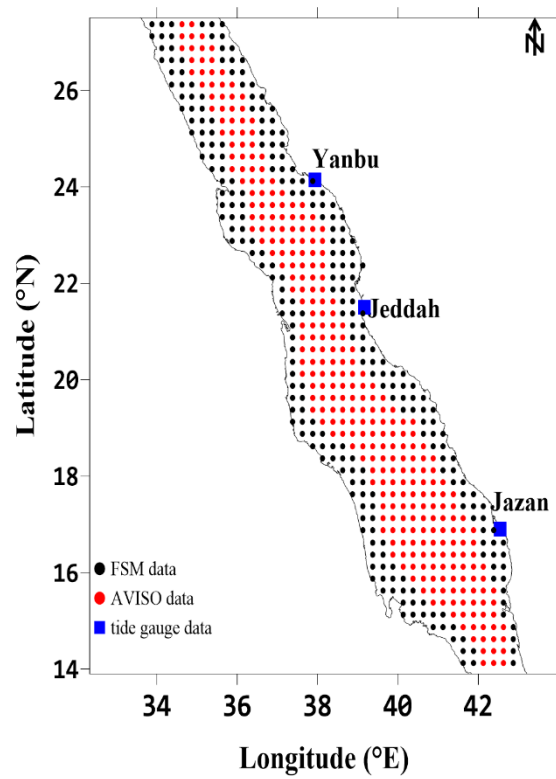 N
26
Yanbu
24
22
Jeddah
Latitude (°N)
20
18
Jazan
16
FSM data
AVISO data
tide gauge data
14
34 36 38 40 42
Longitude (°E)